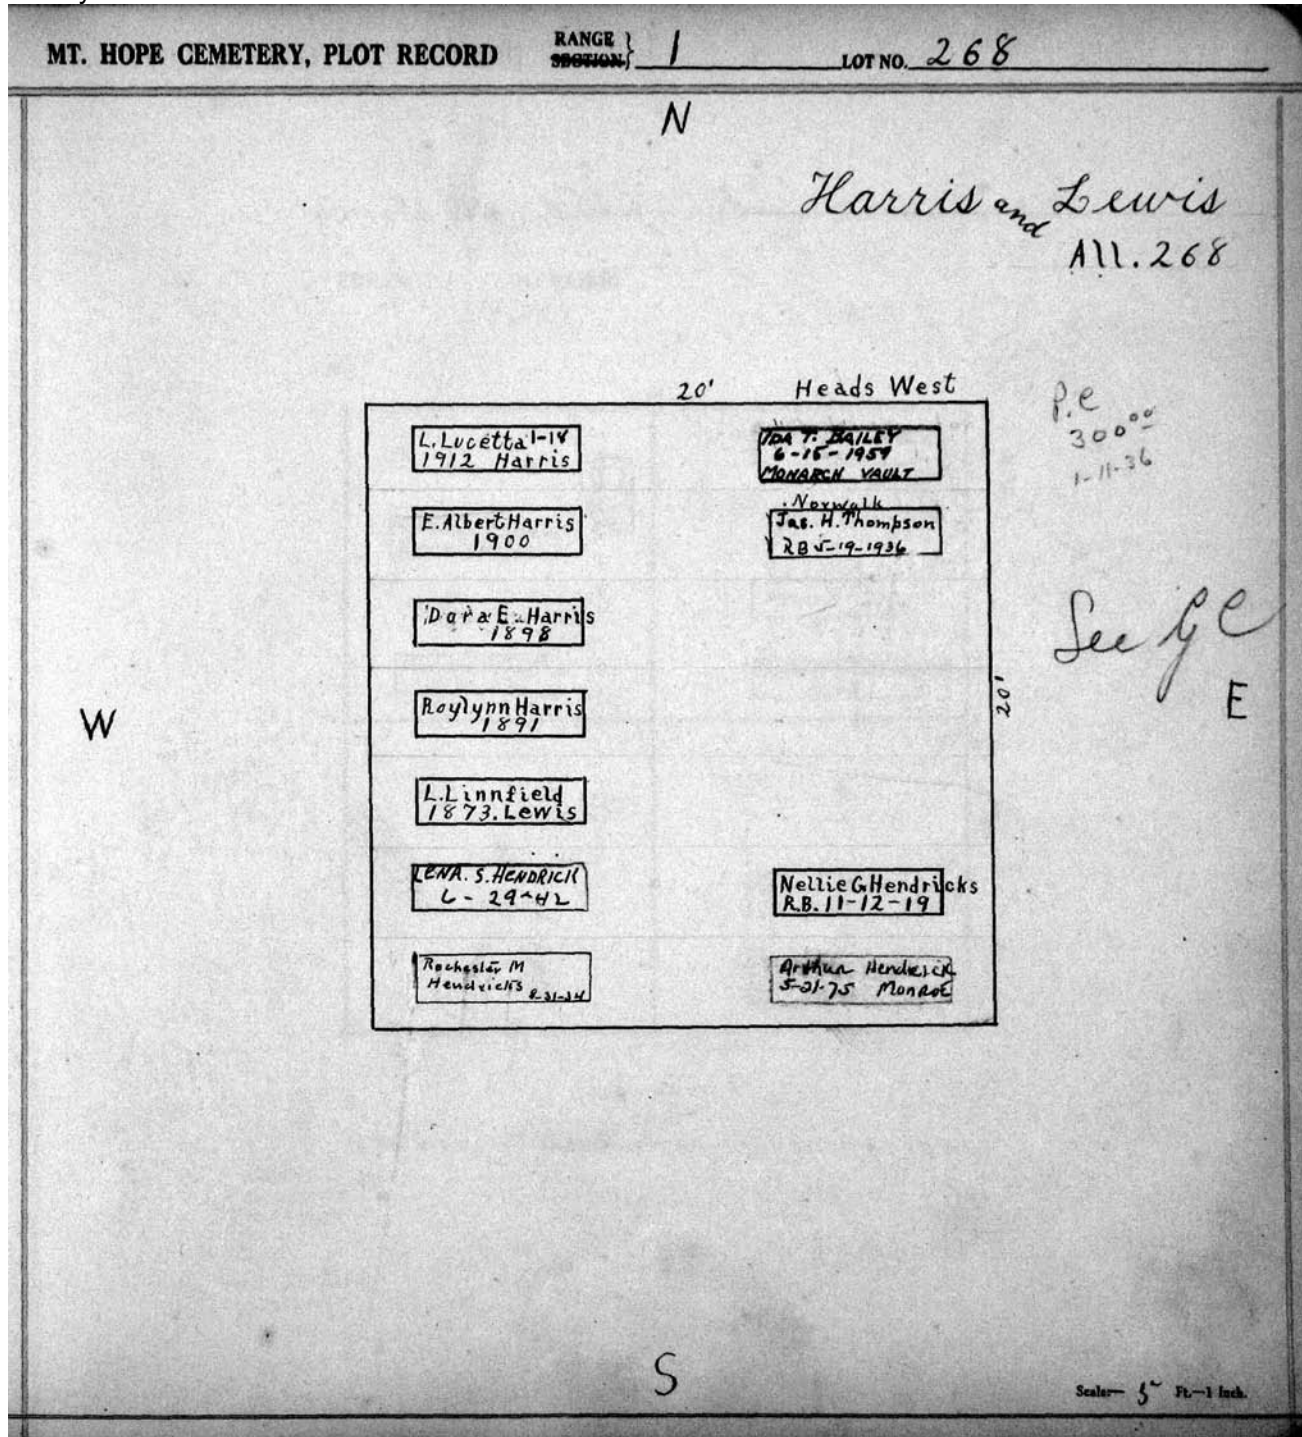 MT. HOPE CEMETERY, PLOT RECORD
RANGE
SECTION
1
LOT NO. 268
N
Harris and Lewis
All. 268
20' Heads West
P.C
300⁰⁰
1-11-36
L. Lucetta 1-18
1912 Harris
IDA T. BAILEY
6-15-1959
MONARCH VAULT
E. Albert Harris
1900
Norwalk
Jas. H. Thompson
RB 5-19-1936
Dora E. Harris
1898
See G C
Roylynn Harris
1891
20'
W
E
L. Linnfield
1873. Lewis
LENA. S. HENDRICK
6-29-42
Nellie G Hendricks
R.B. 11-12-19
Rochester M
Hendricks 8-31-34
Arthur Hendrick
5-21-75 MONROE
S
Scale:— 5 Ft.—1 Inch.